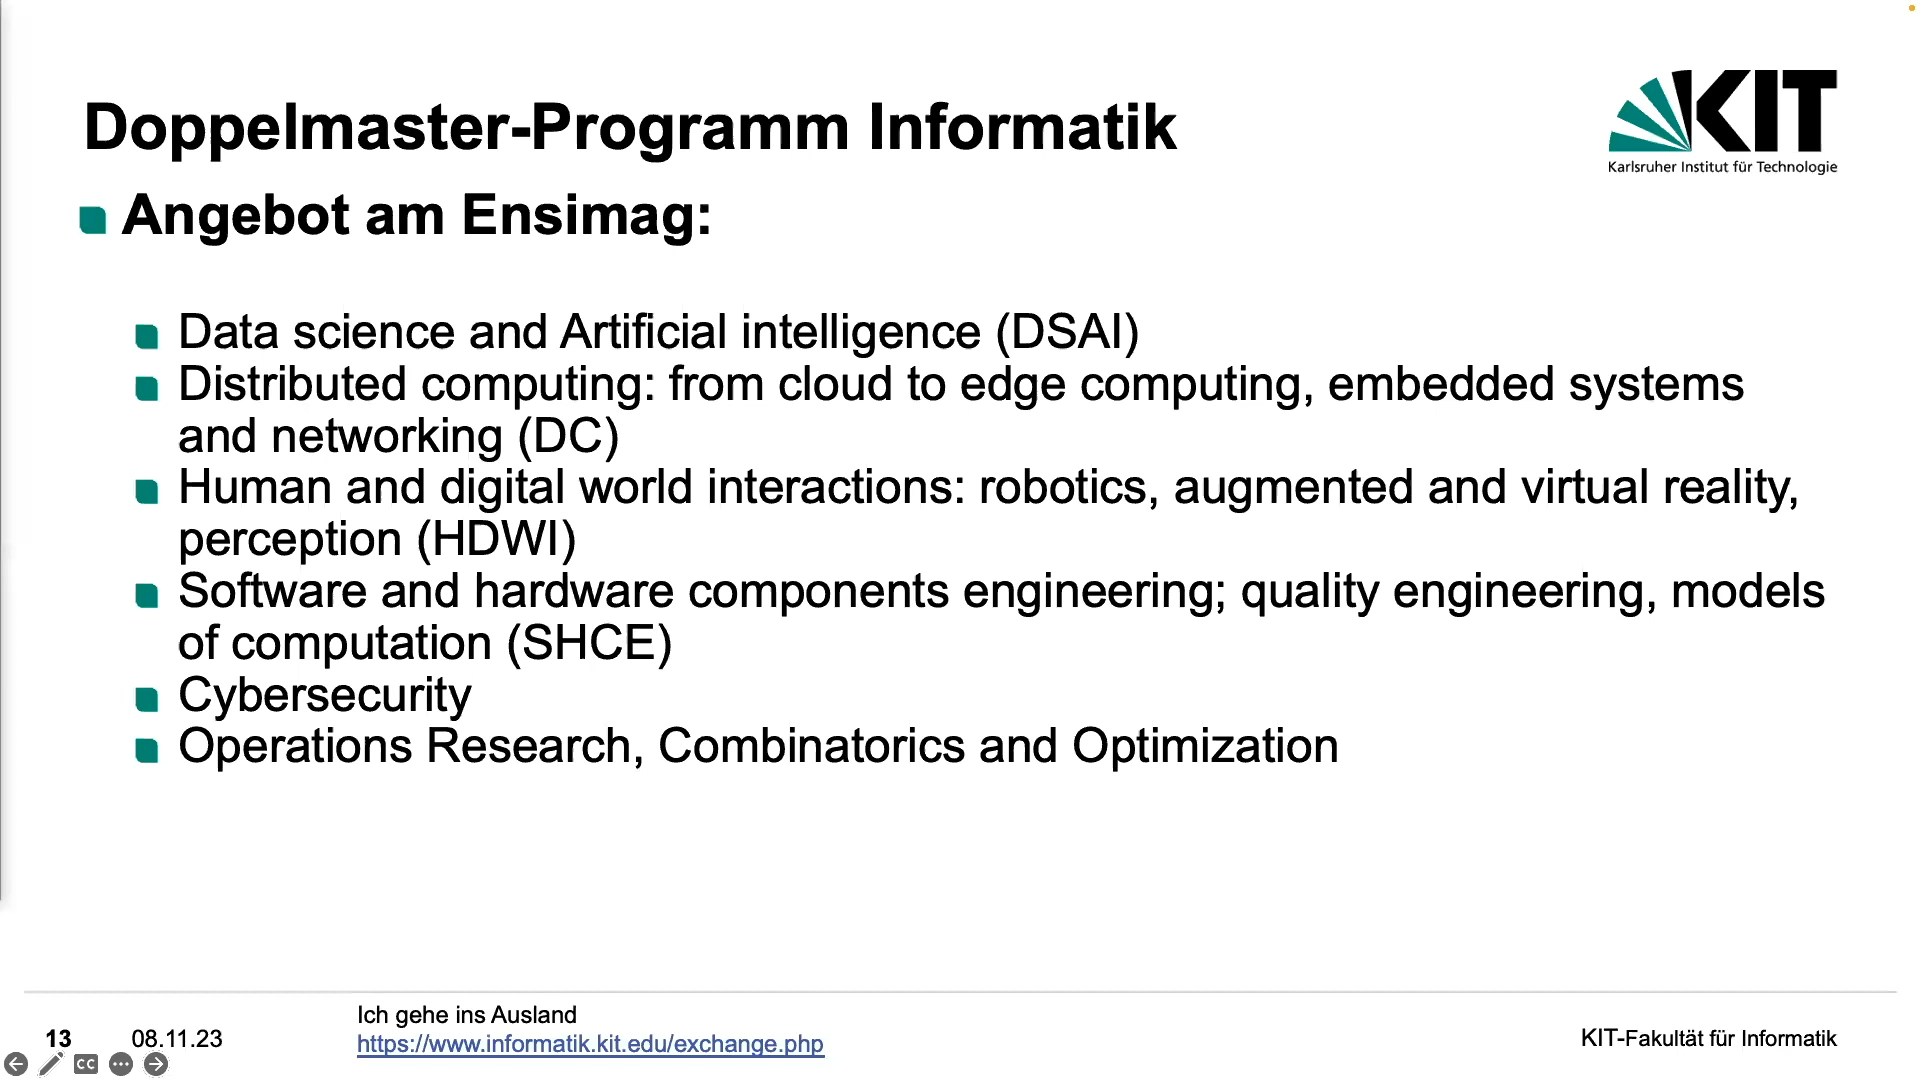 Doppelmaster-Programm Informatik
KIT
Karlsruher Institut für Technologie
Angebot am Ensimag:
Data science and Artificial intelligence (DSAI)
Distributed computing: from cloud to edge computing, embedded systems
and networking (DC)
Human and digital world interactions: robotics, augmented and virtual reality,
perception (HDWI)
Software and hardware components engineering; quality engineering, models
of computation (SHCE)
Cybersecurity
Operations Research, Combinatorics and Optimization
13
08.11.23
Ich gehe ins Ausland
https://www.informatik.kit.edu/exchange.php
KIT-Fakultät für Informatik
CC